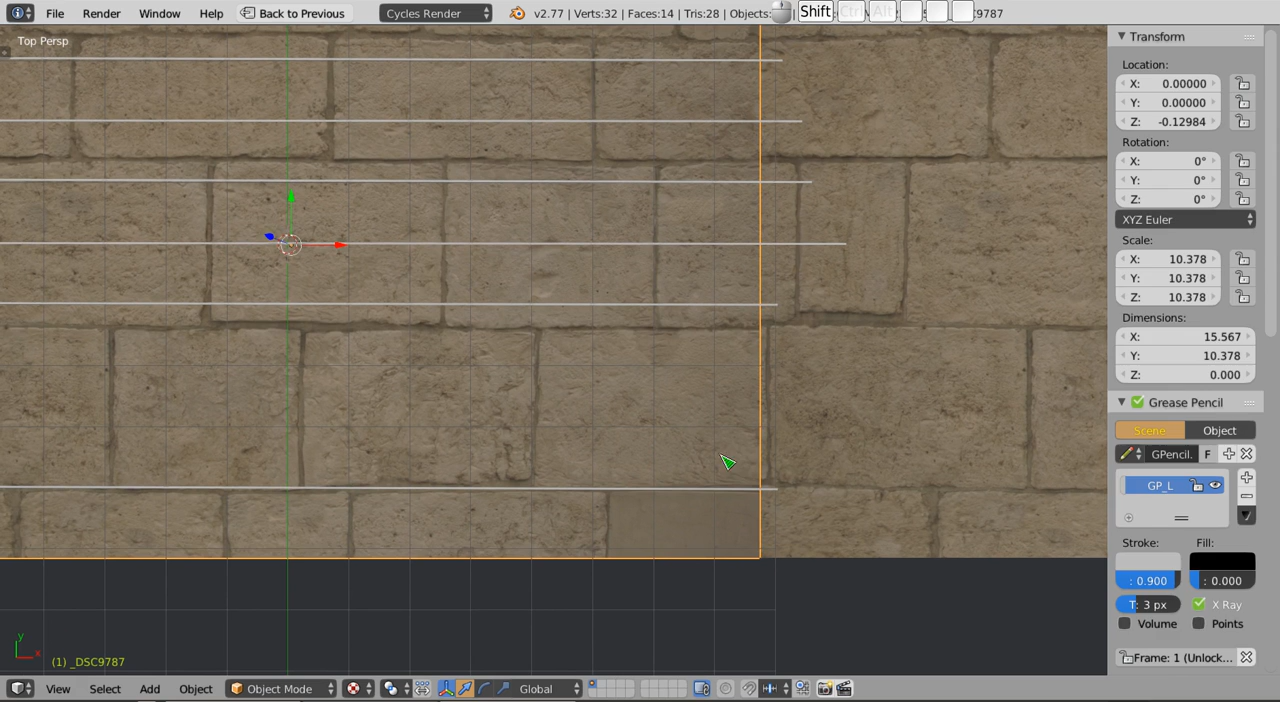 File Render Window Help Back to Previous Cycles Render v2.77 | Verts:32 | Faces:14 | Tris:28 | Objects: Shift Ctrl Alt 9787
Top Persp
Transform
Location:
X: 0.00000
Y: 0.00000
Z: -0.12984
Rotation:
X: 0°
Y: 0°
Z: 0°
XYZ Euler
Scale:
X: 10.378
Y: 10.378
Z: 10.378
Dimensions:
X: 15.567
Y: 10.378
Z: 0.000
Grease Pencil
Scene Object
GPencil. F
GP_L
Stroke: Fill:
: 0.900 : 0.000
T: 3 px X Ray
Volume Points
Frame: 1 (Unlock...
y
x
(1) _DSC9787
View Select Add Object Object Mode Global